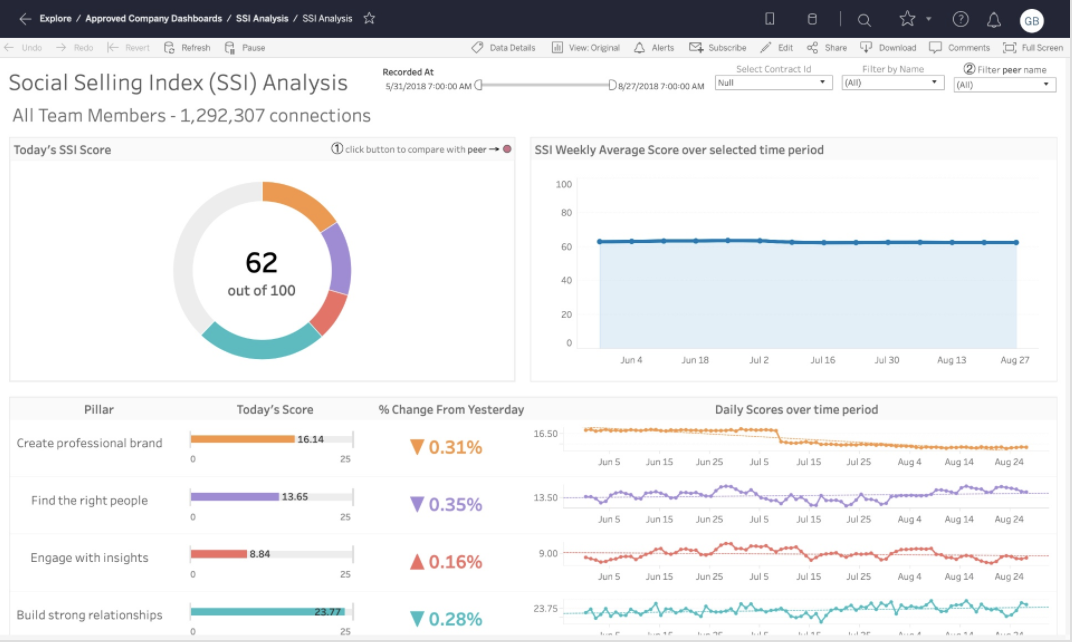 Explore / Approved Company Dashboards / SSI Analysis / SSI Analysis
GB
Undo Redo Revert Refresh Pause Data Details View: Original Alerts Subscribe Edit Share Download Comments Full Screen
Social Selling Index (SSI) Analysis
Recorded At
5/31/2018 7:00:00 AM 8/27/2018 7:00:00 AM
Select Contract Id
Null
Filter by Name
(All)
② Filter peer name
(All)
All Team Members - 1,292,307 connections
Today's SSI Score
① click button to compare with peer →
62
out of 100
SSI Weekly Average Score over selected time period
100
80
60
40
20
0
Jun 4 Jun 18 Jul 2 Jul 16 Jul 30 Aug 13 Aug 27
Pillar Today's Score % Change From Yesterday Daily Scores over time period
Create professional brand 16.14 ▼ 0.31% 16.50
0 25 Jun 5 Jun 15 Jun 25 Jul 5 Jul 15 Jul 25 Aug 4 Aug 14 Aug 24
Find the right people 13.65 ▼ 0.35% 13.50
0 25 Jun 5 Jun 15 Jun 25 Jul 5 Jul 15 Jul 25 Aug 4 Aug 14 Aug 24
Engage with insights 8.84 ▲ 0.16% 9.00
0 25 Jun 5 Jun 15 Jun 25 Jul 5 Jul 15 Jul 25 Aug 4 Aug 14 Aug 24
Build strong relationships 23.77 ▼ 0.28% 23.75
0 25